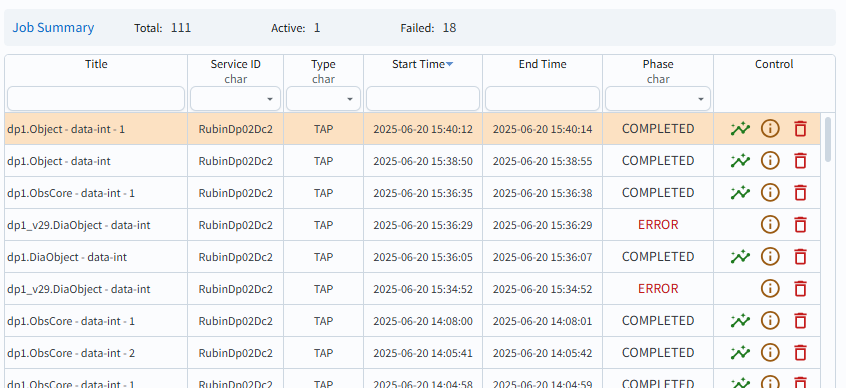 Job Summary Total: 111 Active: 1 Failed: 18
Title Service ID Type Start Time End Time Phase Control
char char char
dp1.Object - data-int - 1 RubinDp02Dc2 TAP 2025-06-20 15:40:12 2025-06-20 15:40:14 COMPLETED
dp1.Object - data-int RubinDp02Dc2 TAP 2025-06-20 15:38:50 2025-06-20 15:38:55 COMPLETED
dp1.ObsCore - data-int - 1 RubinDp02Dc2 TAP 2025-06-20 15:36:35 2025-06-20 15:36:38 COMPLETED
dp1_v29.DiaObject - data-int RubinDp02Dc2 TAP 2025-06-20 15:36:29 2025-06-20 15:36:29 ERROR
dp1.DiaObject - data-int RubinDp02Dc2 TAP 2025-06-20 15:36:05 2025-06-20 15:36:07 COMPLETED
dp1_v29.DiaObject - data-int RubinDp02Dc2 TAP 2025-06-20 15:34:52 2025-06-20 15:34:52 ERROR
dp1.ObsCore - data-int - 1 RubinDp02Dc2 TAP 2025-06-20 14:08:00 2025-06-20 14:08:01 COMPLETED
dp1.ObsCore - data-int - 2 RubinDp02Dc2 TAP 2025-06-20 14:05:41 2025-06-20 14:05:42 COMPLETED
dp1.ObsCore - data-int - 1 RubinDp02Dc2 TAP 2025-06-20 14:04:58 2025-06-20 14:04:59 COMPLETED